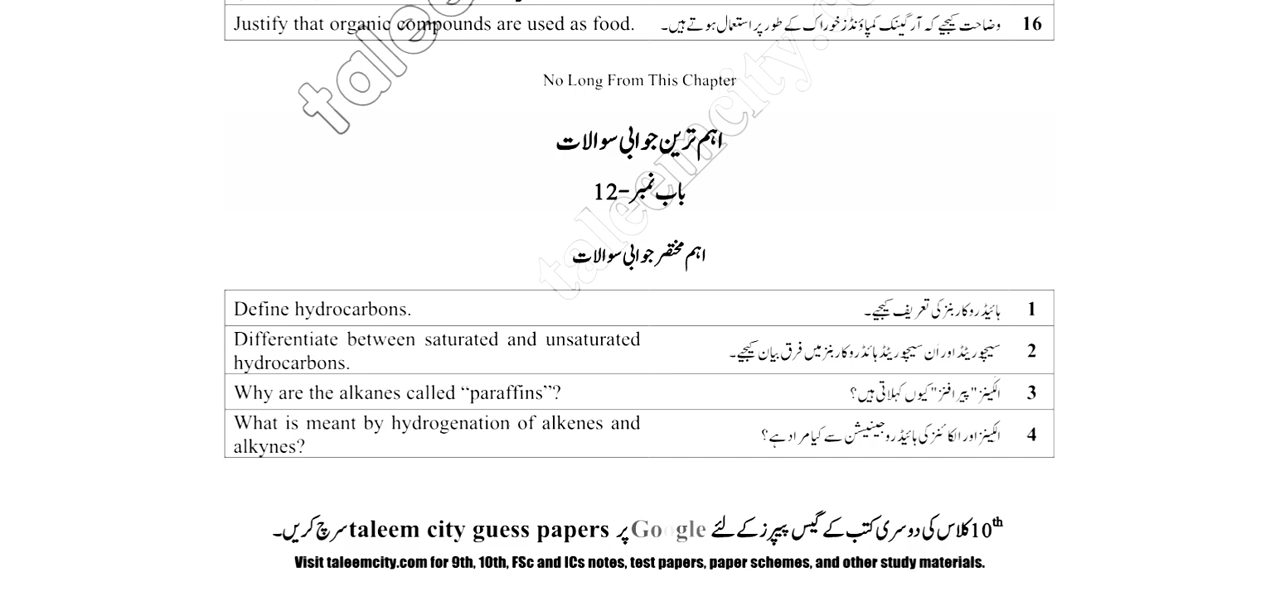 Justify that organic compounds are used as food. وضاحت کیجیے کہ آرگینک کمپاؤنڈز خوراک کے طور پر استعمال ہوتے ہیں۔ 16
No Long From This Chapter
اہم ترین جوابی سوالات
باب نمبر-12
اہم مختصر جوابی سوالات
Define hydrocarbons. ہائیڈروکاربنز کی تعریف کیجیے۔ 1
Differentiate between saturated and unsaturated
hydrocarbons. سیچوریٹڈ اور اَن سیچوریٹڈ ہائڈروکاربنز میں فرق بیان کیجیے۔ 2
Why are the alkanes called “paraffins”? الکینز "پیرافنز" کیوں کہلاتی ہیں؟ 3
What is meant by hydrogenation of alkenes and
alkynes? الکینز اور الکائنز کی ہائیڈروجینیشن سے کیا مراد ہے؟ 4
10th کلاس کی دوسری کتب کے گیس پیپرز کے لئے Google پر taleem city guess papers سرچ کریں۔
Visit taleemcity.com for 9th, 10th, FSc and ICs notes, test papers, paper schemes, and other study materials.
taleemcity.c